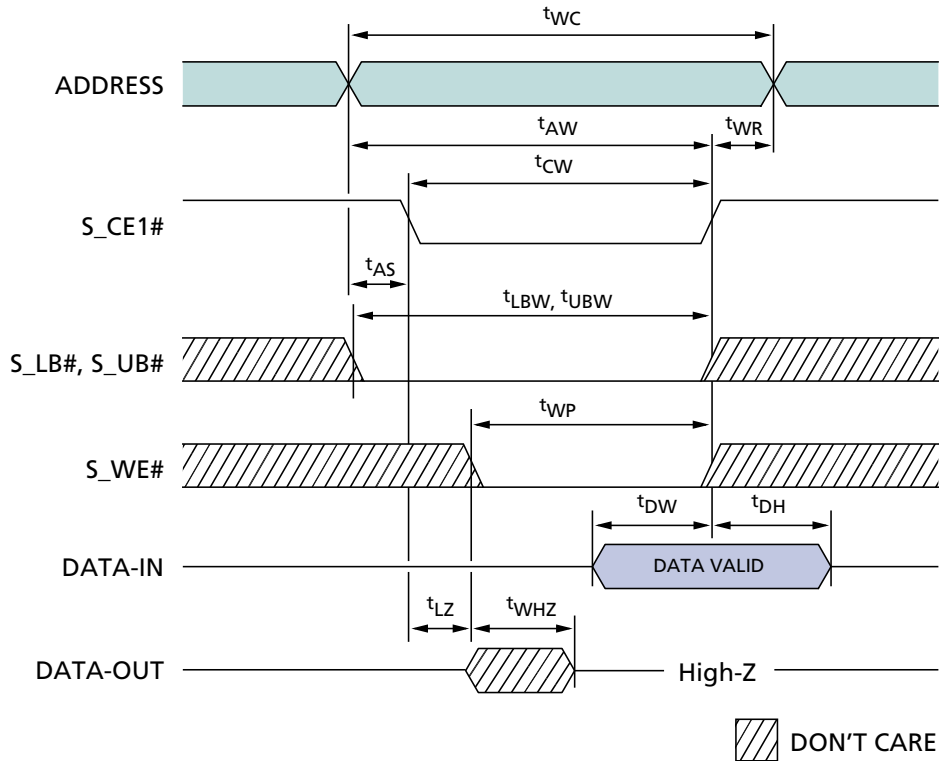 tWC
ADDRESS
tAW
tWR
tCW
S_CE1#
tAS
tLBW, tUBW
S_LB#, S_UB#
tWP
S_WE#
tDW
tDH
DATA-IN
DATA VALID
tLZ
tWHZ
DATA-OUT
High-Z
DON'T CARE